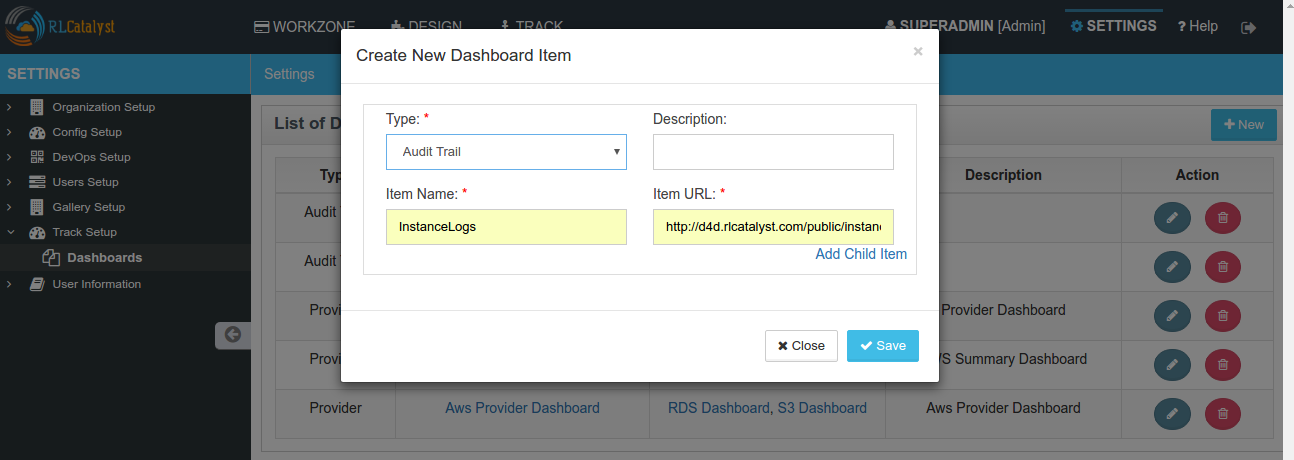 RLCatalyst
WORKZONE DESIGN TRACK SUPERADMIN [Admin] SETTINGS ? Help
Create New Dashboard Item ×
SETTINGS
Settings
Organization Setup
Config Setup
DevOps Setup
Users Setup
Gallery Setup
Track Setup
Dashboards
User Information
List of D
+ New
Type: *
Description:
Audit Trail
Item Name: *
Item URL: *
InstanceLogs
http://d4d.rlcatalyst.com/public/instanc
Add Child Item
Close
Save
Typ Description Action
Audit
Audit
Provi Provider Dashboard
Provi S Summary Dashboard
Provider Aws Provider Dashboard RDS Dashboard, S3 Dashboard Aws Provider Dashboard